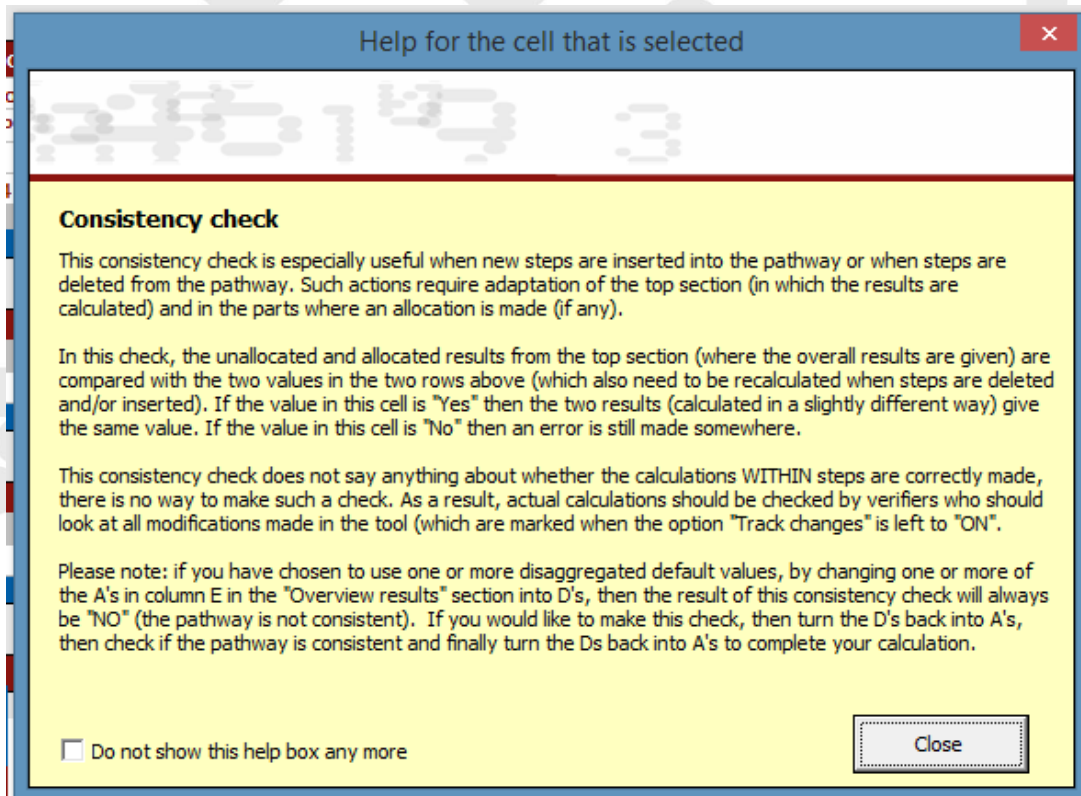 Help for the cell that is selected
Consistency check
This consistency check is especially useful when new steps are inserted into the pathway or when steps are
deleted from the pathway. Such actions require adaptation of the top section (in which the results are
calculated) and in the parts where an allocation is made (if any).
In this check, the unallocated and allocated results from the top section (where the overall results are given) are
compared with the two values in the two rows above (which also need to be recalculated when steps are deleted
and/or inserted). If the value in this cell is "Yes" then the two results (calculated in a slightly different way) give
the same value. If the value in this cell is "No" then an error is still made somewhere.
This consistency check does not say anything about whether the calculations WITHIN steps are correctly made,
there is no way to make such a check. As a result, actual calculations should be checked by verifiers who should
look at all modifications made in the tool (which are marked when the option "Track changes" is left to "ON".
Please note: if you have chosen to use one or more disaggregated default values, by changing one or more of
the A's in column E in the "Overview results" section into D's, then the result of this consistency check will always
be "NO" (the pathway is not consistent).  If you would like to make this check, then turn the D's back into A's,
then check if the pathway is consistent and finally turn the Ds back into A's to complete your calculation.
Do not show this help box any more
Close